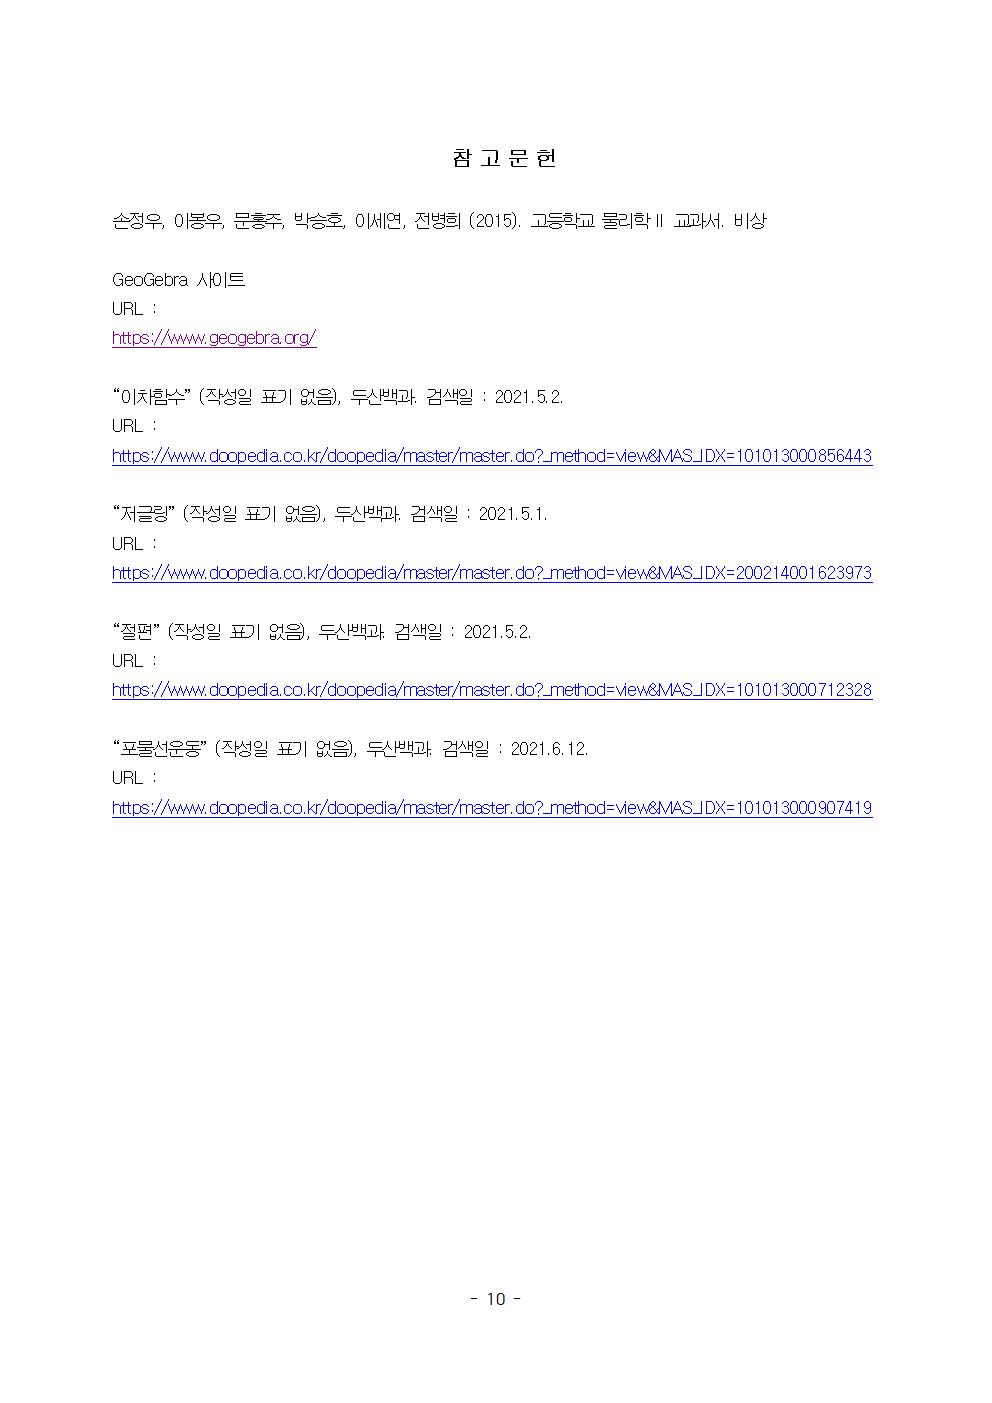 참 고 문 헌
손정우, 이봉우, 문홍주, 박승호, 이세연, 전병희 (2015). 고등학교 물리학Ⅱ 교과서. 비상
GeoGebra 사이트
URL :
https://www.geogebra.org/
“이차함수” (작성일 표기 없음), 두산백과. 검색일 : 2021.5.2.
URL :
https://www.doopedia.co.kr/doopedia/master/master.do?_method=view&MAS_IDX=101013000856443
“저글링” (작성일 표기 없음), 두산백과. 검색일 : 2021.5.1.
URL :
https://www.doopedia.co.kr/doopedia/master/master.do?_method=view&MAS_IDX=200214001623973
“절편” (작성일 표기 없음), 두산백과. 검색일 : 2021.5.2.
URL :
https://www.doopedia.co.kr/doopedia/master/master.do?_method=view&MAS_IDX=101013000712328
“포물선운동” (작성일 표기 없음), 두산백과. 검색일 : 2021.6.12.
URL :
https://www.doopedia.co.kr/doopedia/master/master.do?_method=view&MAS_IDX=101013000907419
- 10 -